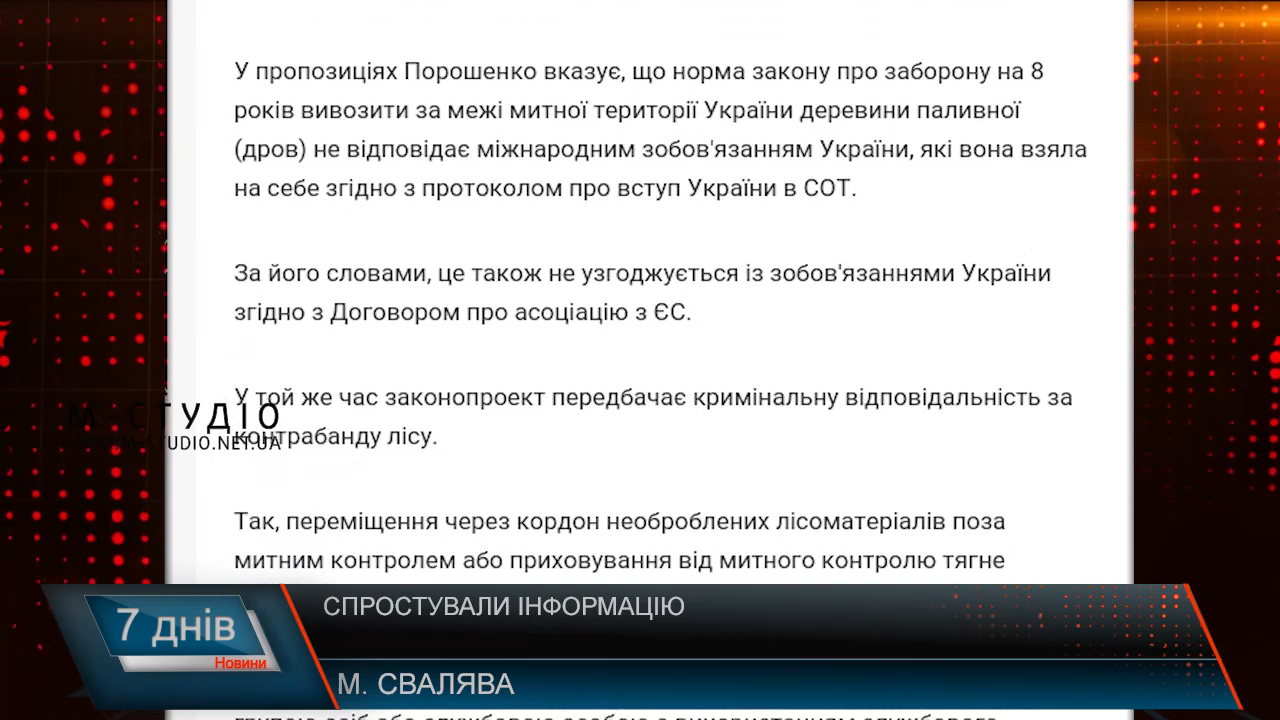 У пропозиціях Порошенко вказує, що норма закону про заборону на 8
років вивозити за межі митної території України деревини паливної
(дров) не відповідає міжнародним зобов'язанням України, які вона взяла
на себе згідно з протоколом про вступ України в СОТ.
За його словами, це також не узгоджується із зобов'язаннями України
згідно з Договором про асоціацію з ЄС.
У той же час законопроект передбачає кримінальну відповідальність за
контрабанду лісу.
М-СТУДІО
M-STUDIO.NET.UA
Так, переміщення через кордон необроблених лісоматеріалів поза
митним контролем або приховування від митного контролю тягне
7 днів
Новини
СПРОСТУВАЛИ ІНФОРМАЦІЮ
М. СВАЛЯВА